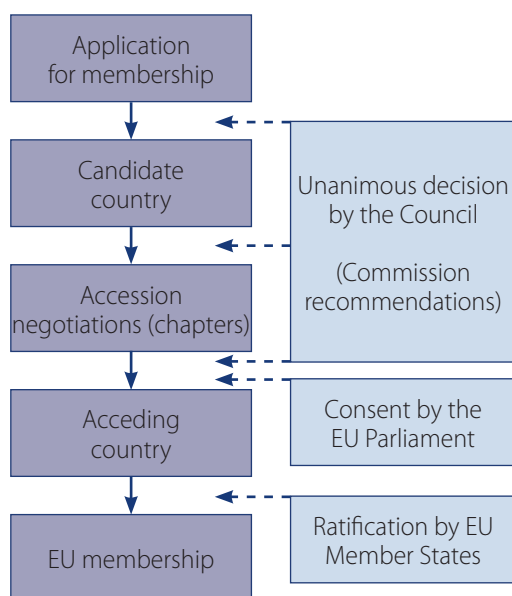 Application
for membership
Candidate
country
Unanimous decision
by the Council
(Commission
recommendations)
Accession
negotiations (chapters)
Acceding
country
Consent by the
EU Parliament
EU membership
Ratification by EU
Member States